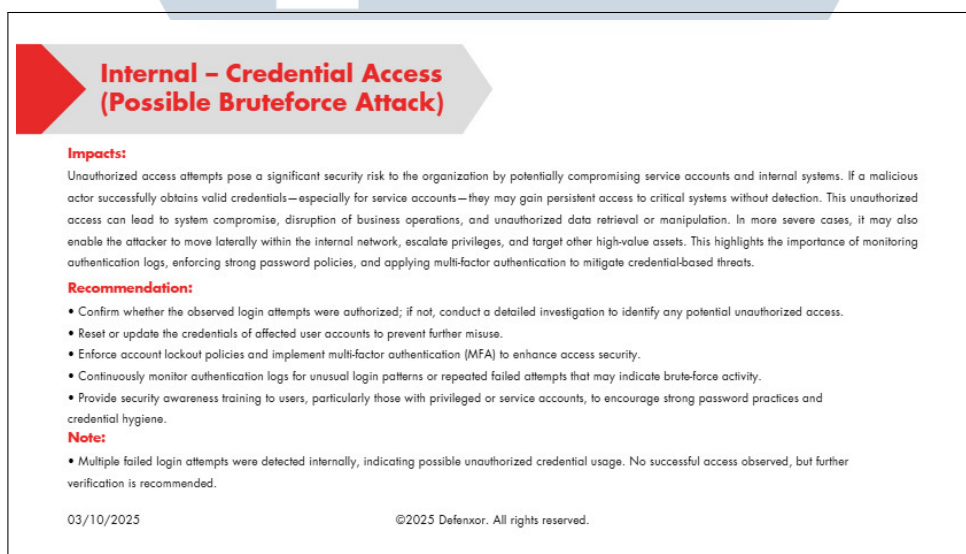 Internal – Credential Access
(Possible Bruteforce Attack)
Impacts:
Unauthorized access attempts pose a significant security risk to the organization by potentially compromising service accounts and internal systems. If a malicious
actor successfully obtains valid credentials—especially for service accounts—they may gain persistent access to critical systems without detection. This unauthorized
access can lead to system compromise, disruption of business operations, and unauthorized data retrieval or manipulation. In more severe cases, it may also
enable the attacker to move laterally within the internal network, escalate privileges, and target other high-value assets. This highlights the importance of monitoring
authentication logs, enforcing strong password policies, and applying multi-factor authentication to mitigate credential-based threats.
Recommendation:
• Confirm whether the observed login attempts were authorized; if not, conduct a detailed investigation to identify any potential unauthorized access.
• Reset or update the credentials of affected user accounts to prevent further misuse.
• Enforce account lockout policies and implement multi-factor authentication (MFA) to enhance access security.
• Continuously monitor authentication logs for unusual login patterns or repeated failed attempts that may indicate brute-force activity.
• Provide security awareness training to users, particularly those with privileged or service accounts, to encourage strong password practices and
credential hygiene.
Note:
• Multiple failed login attempts were detected internally, indicating possible unauthorized credential usage. No successful access observed, but further
verification is recommended.
03/10/2025
©2025 Defenxor. All rights reserved.